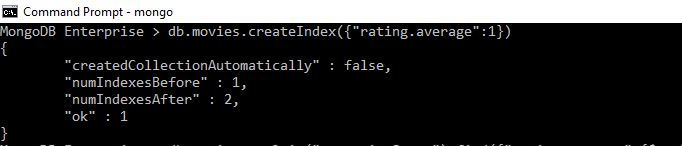 Command Prompt - mongo
MongoDB Enterprise > db.movies.createIndex({"rating.average":1})
{
"createdCollectionAutomatically" : false,
"numIndexesBefore" : 1,
"numIndexesAfter" : 2,
"ok" : 1
}